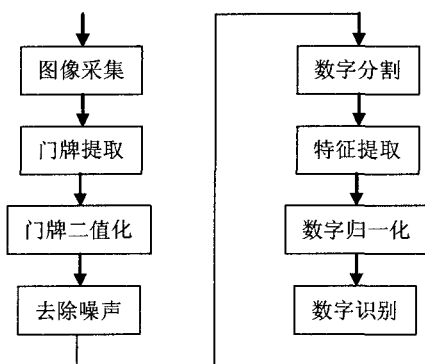 图像采集
门牌提取
门牌二值化
去除噪声
数字分割
特征提取
数字归一化
数字识别